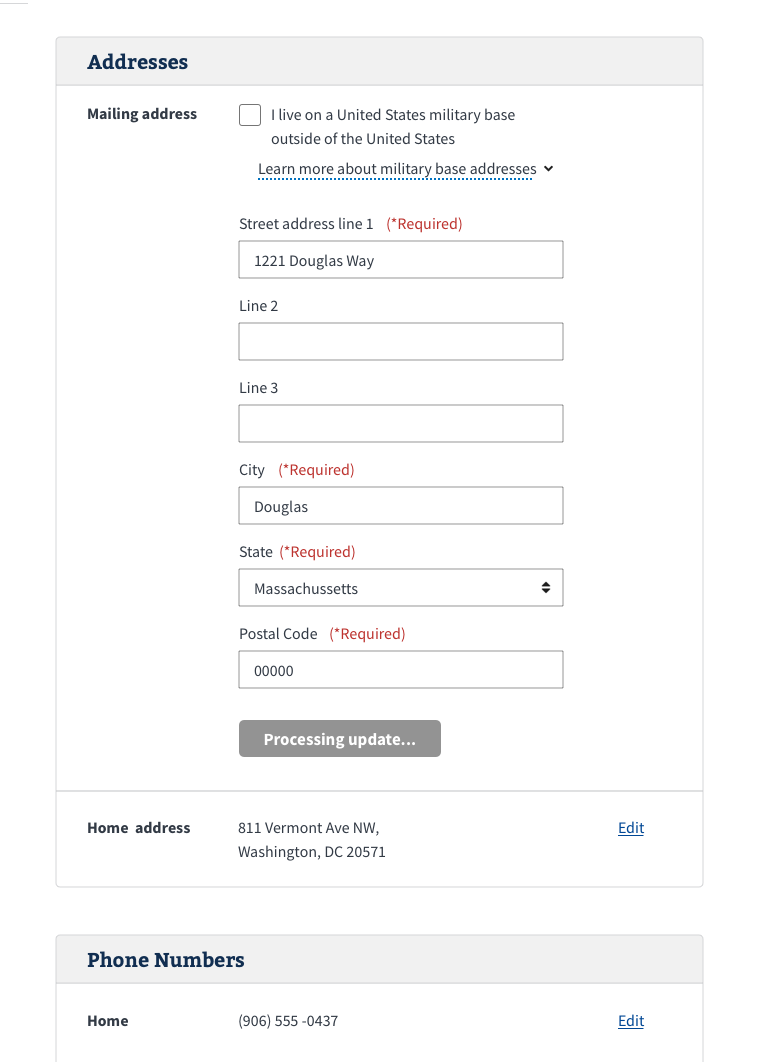 Addresses
Mailing address
I live on a United States military base
outside of the United States
Learn more about military base addresses
Street address line 1 (*Required)
1221 Douglas Way
Line 2
Line 3
City (*Required)
Douglas
State (*Required)
Massachussetts
Postal Code (*Required)
00000
Processing update...
Home address
811 Vermont Ave NW,
Edit
Washington, DC 20571
Phone Numbers
Home
(906) 555 -0437
Edit